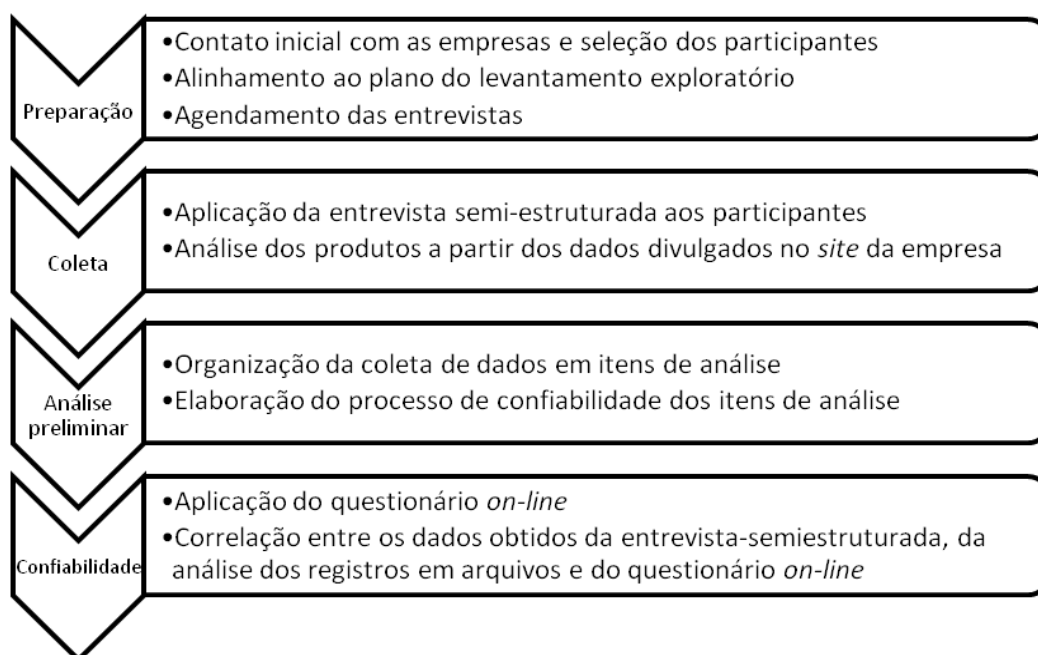 Preparação
•Contato inicial com as empresas e seleção dos participantes
•Alinhamento ao plano do levantamento exploratório
•Agendamento das entrevistas
Coleta
•Aplicação da entrevista semi-estruturada aos participantes
•Análise dos produtos a partir dos dados divulgados no site da empresa
Análise
preliminar
•Organização da coleta de dados em itens de análise
•Elaboração do processo de confiabilidade dos itens de análise
Confiabilidade
•Aplicação do questionário on-line
•Correlação entre os dados obtidos da entrevista-semiestruturada, da
análise dos registros em arquivos e do questionário on-line